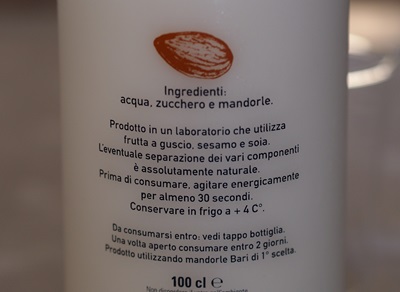 Ingredienti:
acqua, zucchero e mandorle.
Prodotto in un laboratorio che utilizza
frutta a guscio, sesamo e soia.
L'eventuale separazione dei vari componenti
è assolutamente naturale.
Prima di consumare, agitare energicamente
per almeno 30 secondi.
Conservare in frigo a + 4 C°.
Da consumarsi entro: vedi tappo bottiglia.
Una volta aperto consumare entro 2 giorni.
Prodotto utilizzando mandorle Bari di 1° scelta.
100 cl e
Non disperdere